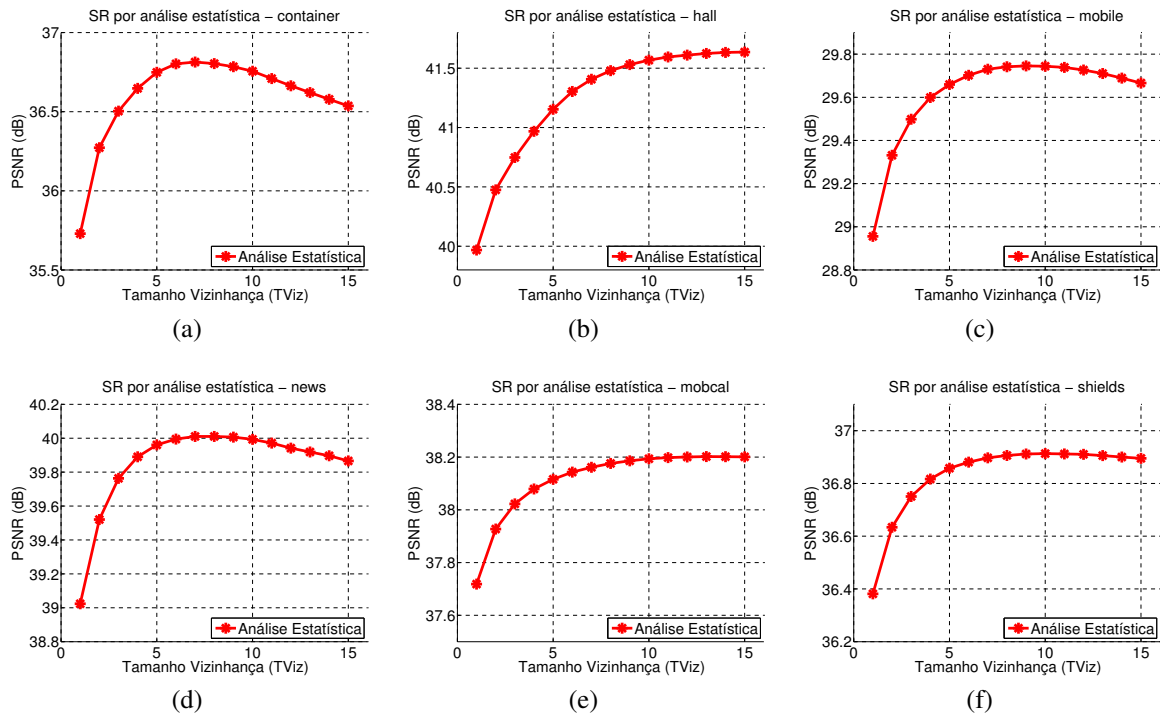 SR por análise estatística – container
37
36.5
36
35.5
PSNR (dB)
0 5 10 15
Tamanho Vizinhança (TViz)
Análise Estatística
(a)
SR por análise estatística – hall
41.5
41
40.5
40
PSNR (dB)
0 5 10 15
Tamanho Vizinhança (TViz)
Análise Estatística
(b)
SR por análise estatística – mobile
29.8
29.6
29.4
29.2
29
28.8
PSNR (dB)
0 5 10 15
Tamanho Vizinhança (TViz)
Análise Estatística
(c)
SR por análise estatística – news
40.2
40
39.8
39.6
39.4
39.2
39
38.8
PSNR (dB)
0 5 10 15
Tamanho Vizinhança (TViz)
Análise Estatística
(d)
SR por análise estatística – mobcal
38.4
38.2
38
37.8
37.6
PSNR (dB)
0 5 10 15
Tamanho Vizinhança (TViz)
Análise Estatística
(e)
SR por análise estatística – shields
37
36.8
36.6
36.4
36.2
PSNR (dB)
0 5 10 15
Tamanho Vizinhança (TViz)
Análise Estatística
(f)